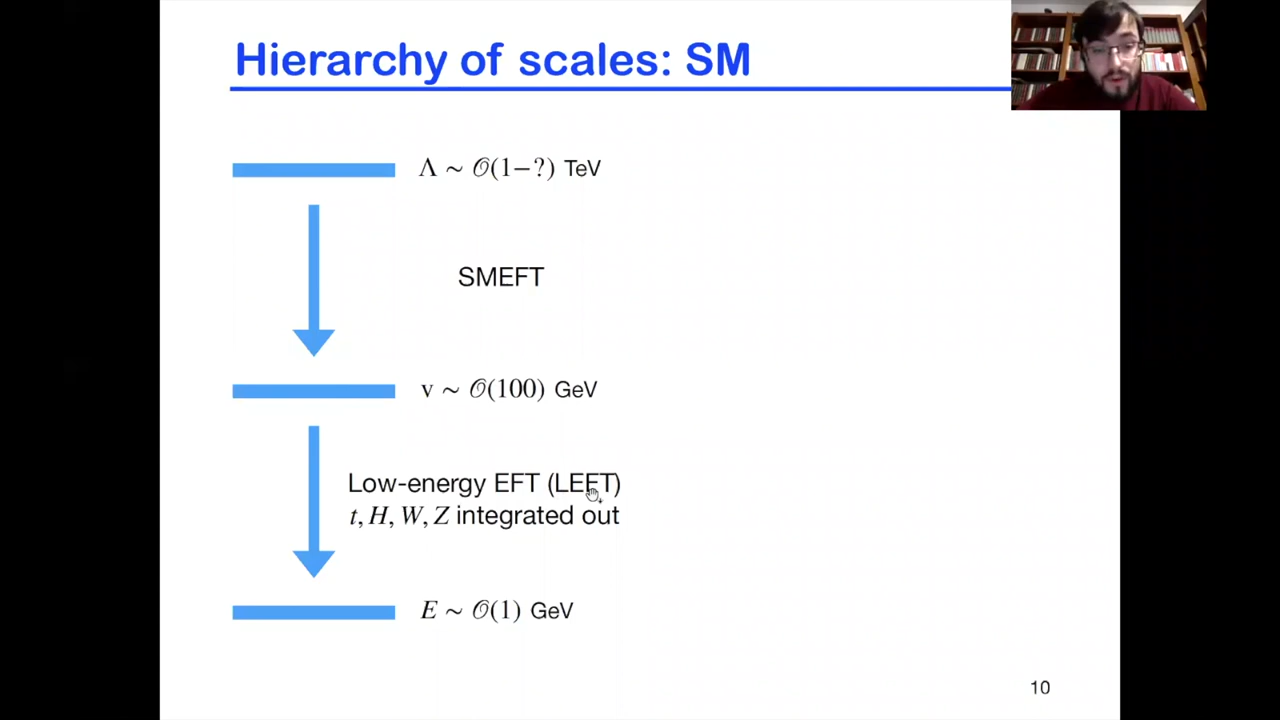 Hierarchy of scales: SM
Λ ∼ 𝒪(1−?) TeV
SMEFT
v ∼ 𝒪(100) GeV
Low-energy EFT (LEFT)
t, H, W, Z integrated out
E ∼ 𝒪(1) GeV
10